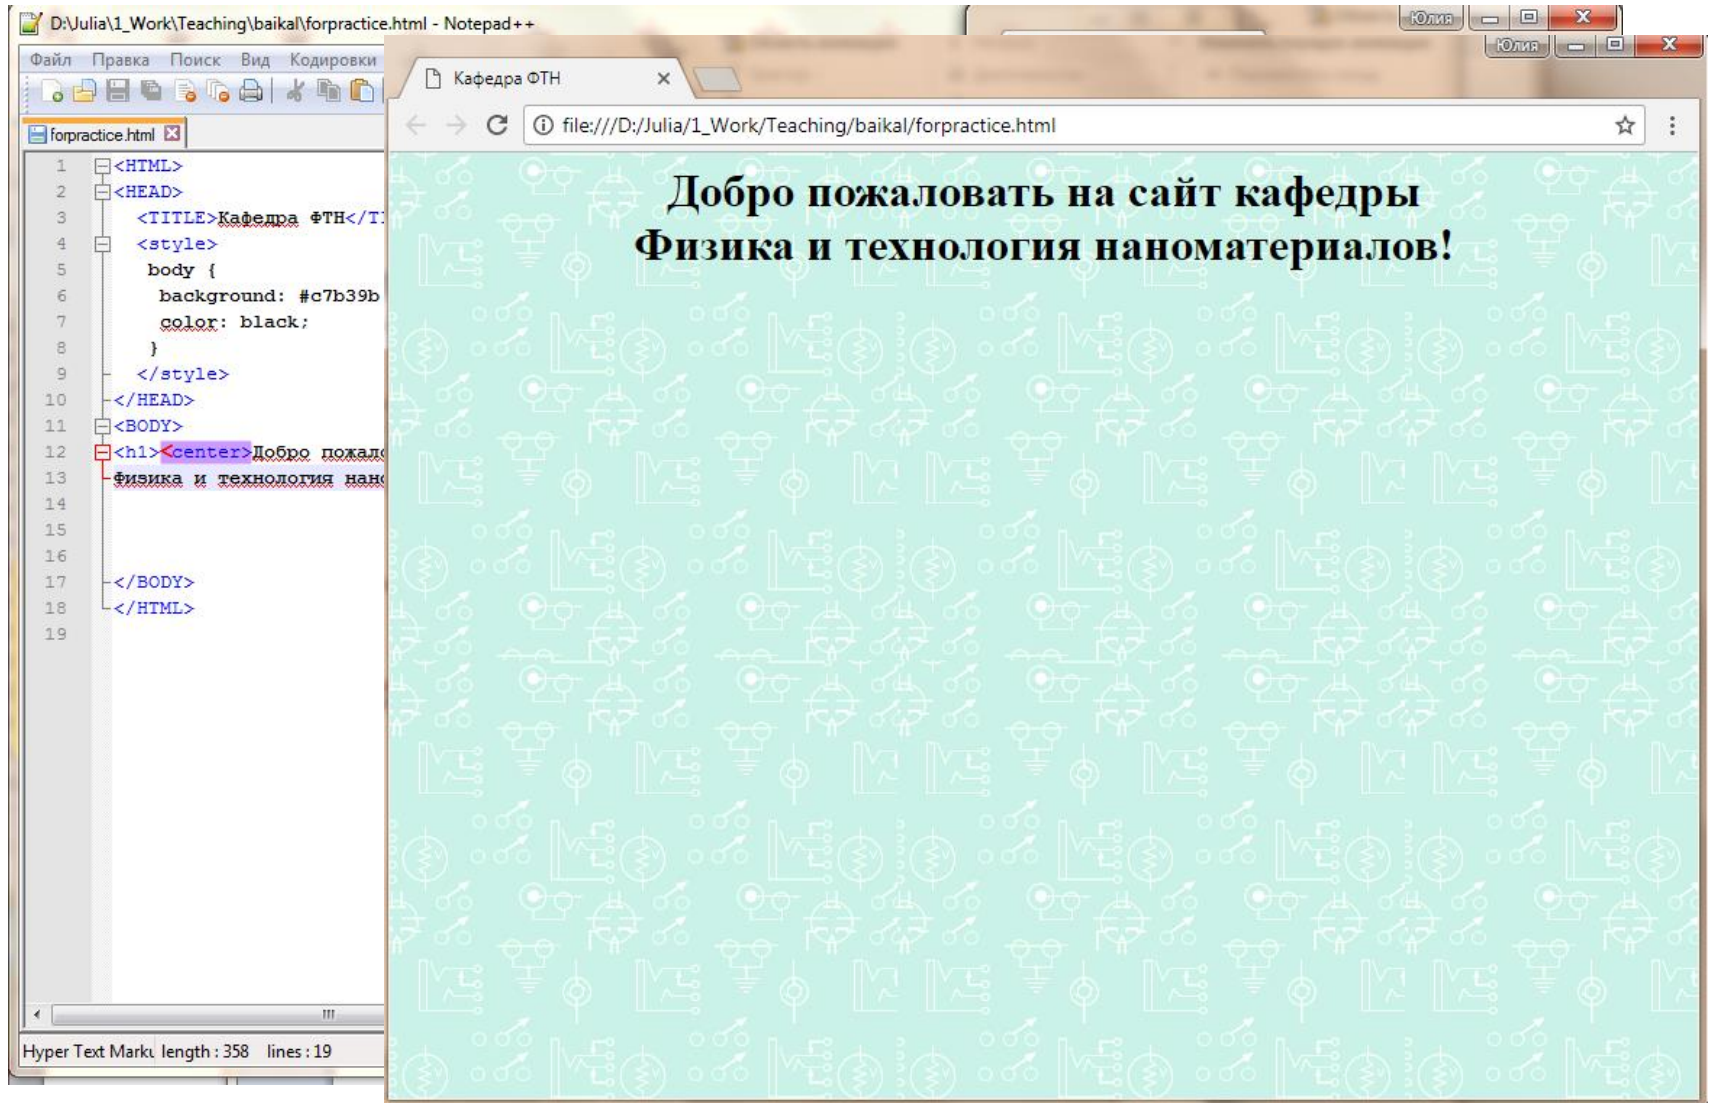 D:\Julia\1_Work\Teaching\baikal\forpractice.html - Notepad++
Юлия
Файл Правка Поиск Вид Кодировки
forpractice.html
1 <HTML>
2 <HEAD>
3 <TITLE>Кафедра ФТН</TI
4 <style>
5 body {
6 background: #c7b39b
7 color: black;
8 }
9 </style>
10 </HEAD>
11 <BODY>
12 <h1><center>Добро пожало
13 Физика и технология нано
14
15
16
17 </BODY>
18 </HTML>
19
Hyper Text Marku length : 358 lines : 19
Юлия
Кафедра ФТН
file:///D:/Julia/1_Work/Teaching/baikal/forpractice.html
Добро пожаловать на сайт кафедры
Физика и технология наноматериалов!